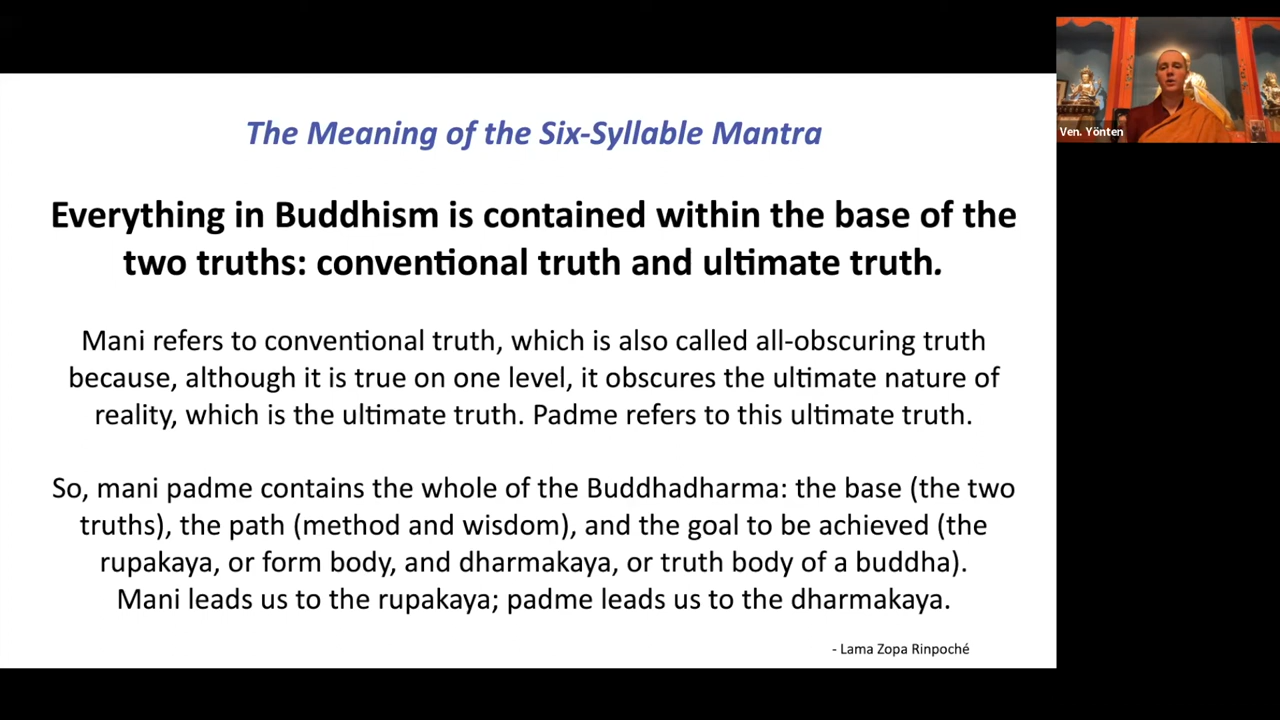 The Meaning of the Six-Syllable Mantra
Everything in Buddhism is contained within the base of the
two truths: conventional truth and ultimate truth.
Mani refers to conventional truth, which is also called all-obscuring truth
because, although it is true on one level, it obscures the ultimate nature of
reality, which is the ultimate truth. Padme refers to this ultimate truth.
So, mani padme contains the whole of the Buddhadharma: the base (the two
truths), the path (method and wisdom), and the goal to be achieved (the
rupakaya, or form body, and dharmakaya, or truth body of a buddha).
Mani leads us to the rupakaya; padme leads us to the dharmakaya.
- Lama Zopa Rinpoché
Ven. Yönten